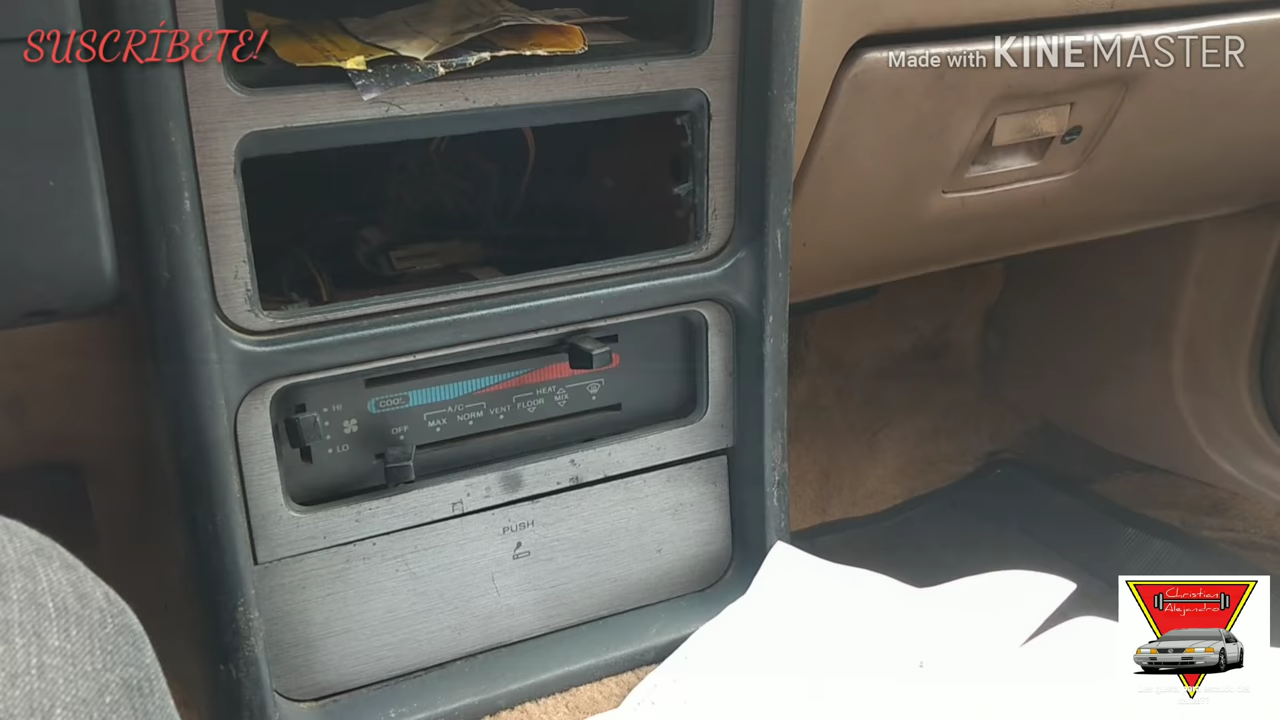 SUSCRÍBETE!
Made with KINEMASTER
HI
LO
COOL
OFF
A/C
MAX
NORM
VENT
HEAT
FLOOR
MIX
PUSH
Christian
Alejandro